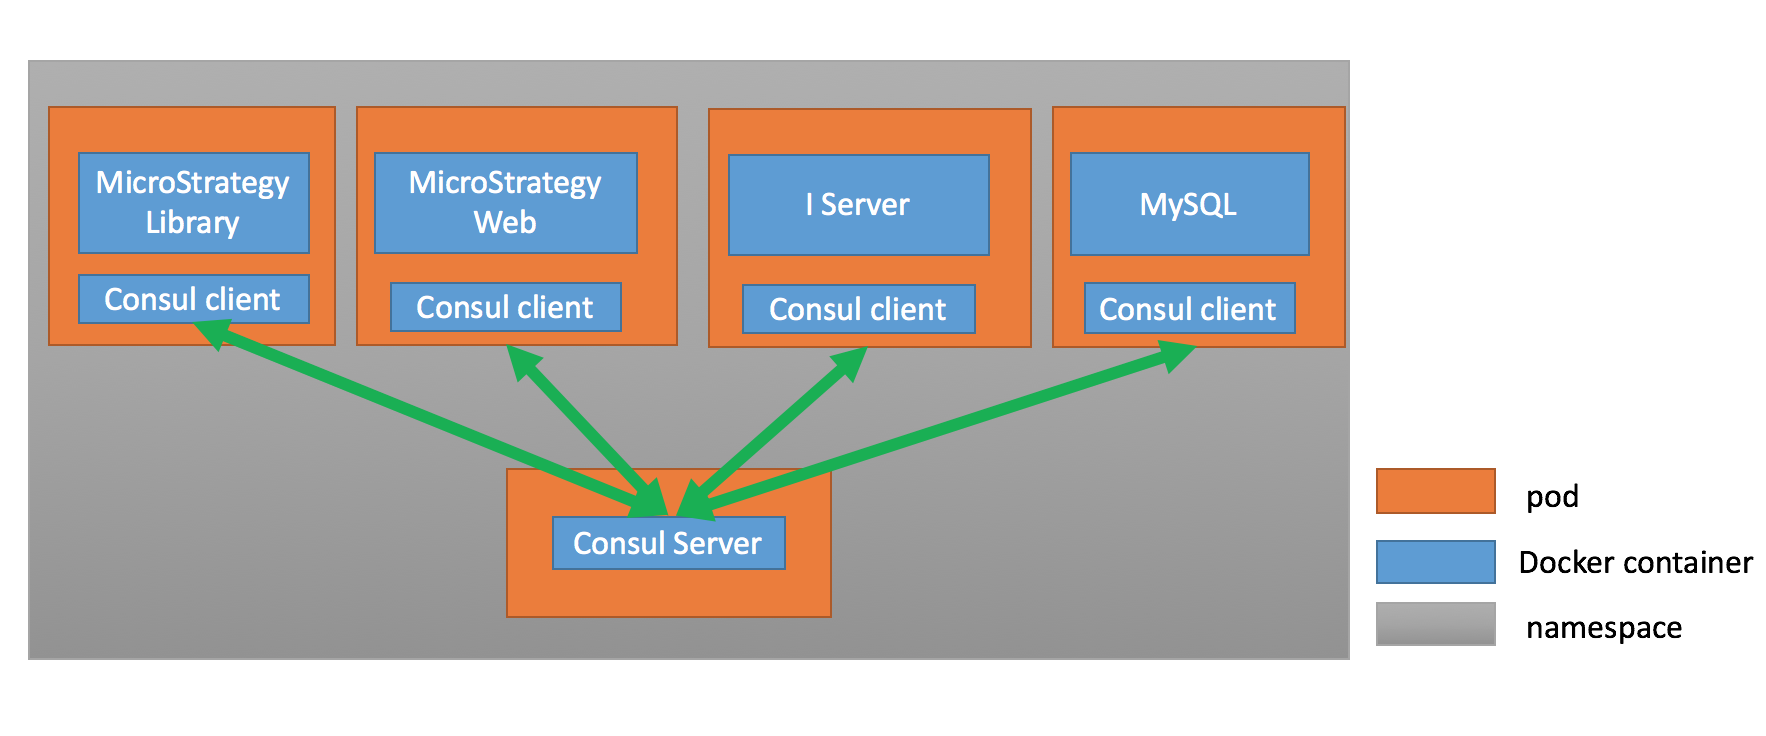 MicroStrategy
Library
Consul client
MicroStrategy
Web
Consul client
I Server
Consul client
MySQL
Consul client
Consul Server
pod
Docker container
namespace